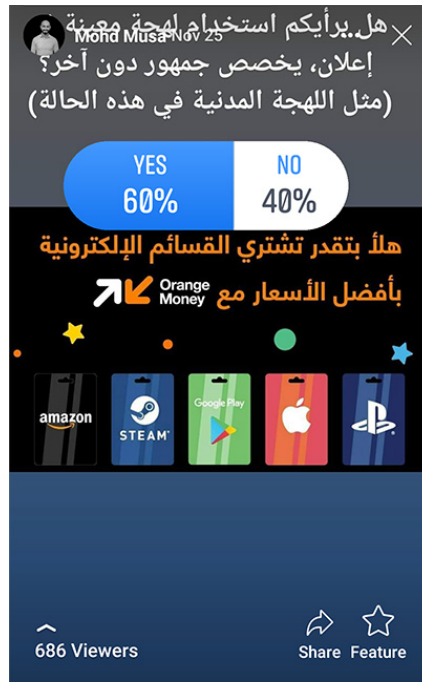 Mohd Musa Nov 25
هل برأيكم استخدام لهجة معينة
إعلان، يخصص جمهور دون آخر؟
(مثل اللهجة المدنية في هذه الحالة)
YES
60%
NO
40%
هلأ بتقدر تشتري القسائم الإلكترونية
بأفضل الأسعار مع Orange Money
amazon
STEAM
Google Play
686 Viewers
Share
Feature